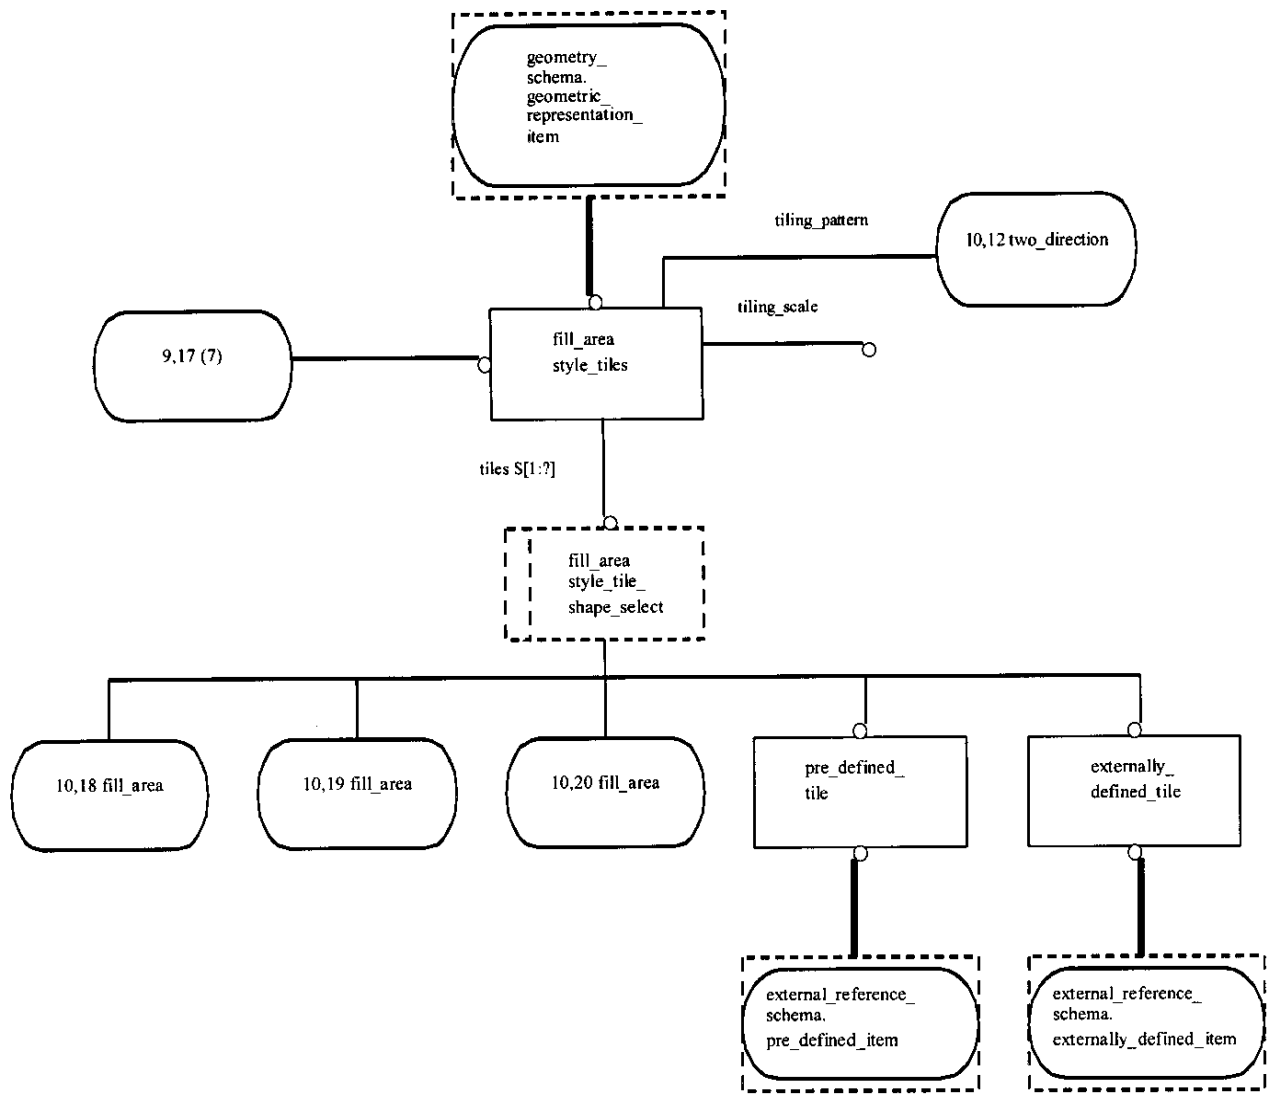 geometry_
schema.
geometric_
representation_
item
tiling_pattern
10,12 two_direction
tiling_scale
9,17 (7)
fill_area
style_tiles
tiles S[1:?]
fill_area
style_tile_
shape_select
10,18 fill_area
10,19 fill_area
10,20 fill_area
pre_defined_
tile
externally_
defined_tile
external_reference_
schema.
pre_defined_item
external_reference_
schema.
externally_defined_item